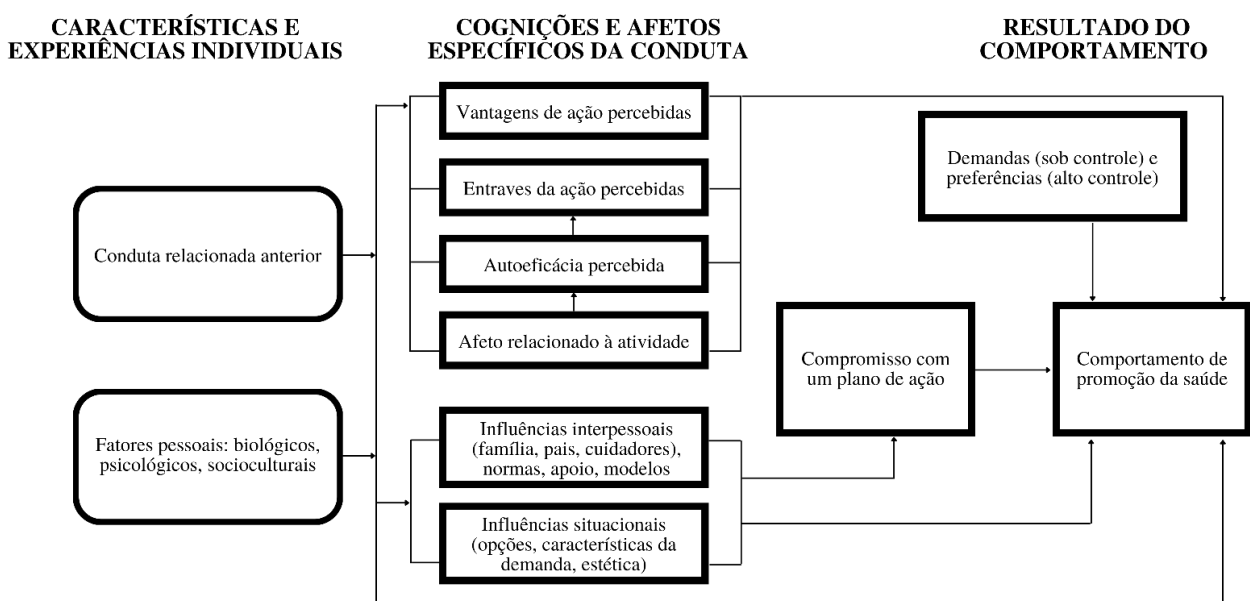 CARACTERÍSTICAS E
EXPERIÊNCIAS INDIVIDUAIS
COGNIÇÕES E AFETOS
ESPECÍFICOS DA CONDUTA
RESULTADO DO
COMPORTAMENTO
Conduta relacionada anterior
Fatores pessoais: biológicos,
psicológicos, socioculturais
Vantagens de ação percebidas
Entraves da ação percebidas
Autoeficácia percebida
Afeto relacionado à atividade
Influências interpessoais
(família, pais, cuidadores),
normas, apoio, modelos
Influências situacionais
(opções, características da
demanda, estética)
Demandas (sob controle) e
preferências (alto controle)
Compromisso com
um plano de ação
Comportamento de
promoção da saúde